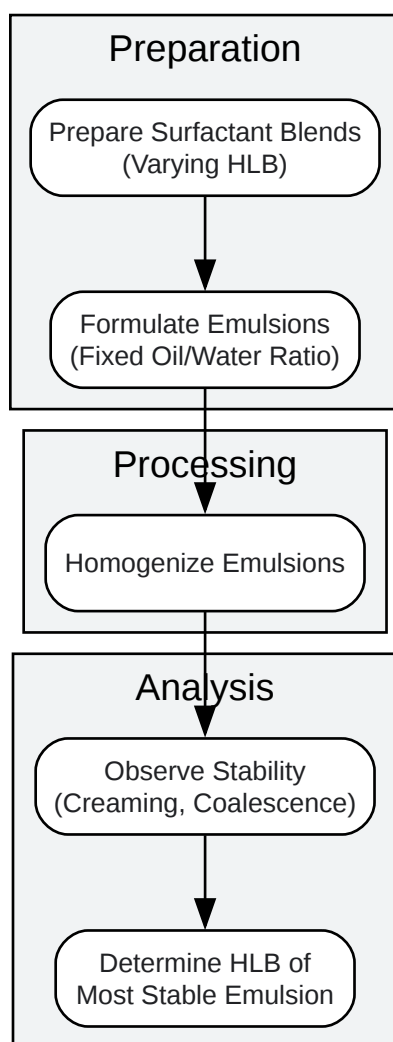 Preparation
Prepare Surfactant Blends
(Varying HLB)
Formulate Emulsions
(Fixed Oil/Water Ratio)
Processing
Homogenize Emulsions
Analysis
Observe Stability
(Creaming, Coalescence)
Determine HLB of
Most Stable Emulsion